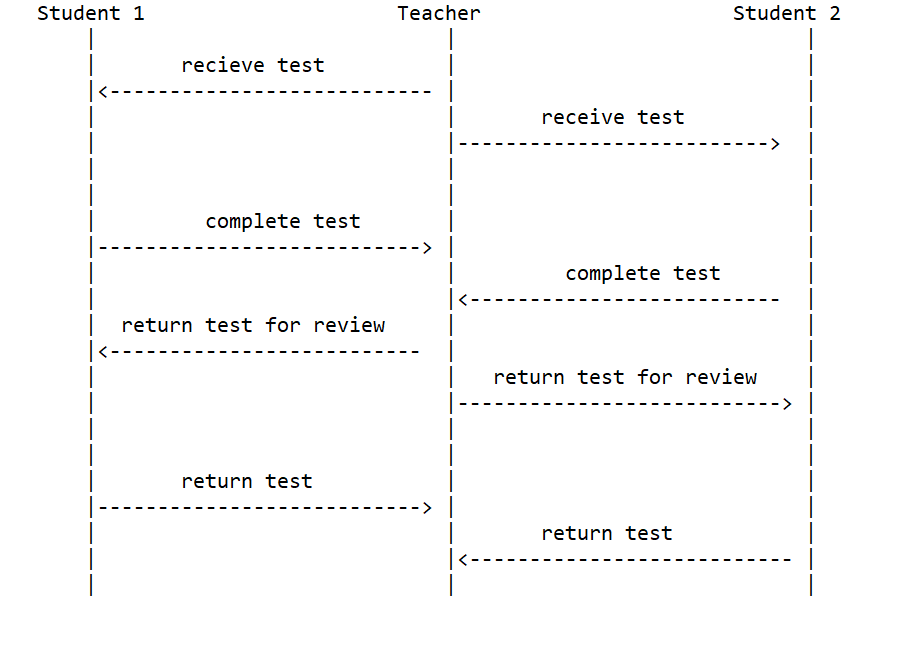 Student 1 Teacher Student 2
recieve test
receive test
complete test
complete test
return test for review
return test for review
return test
return test